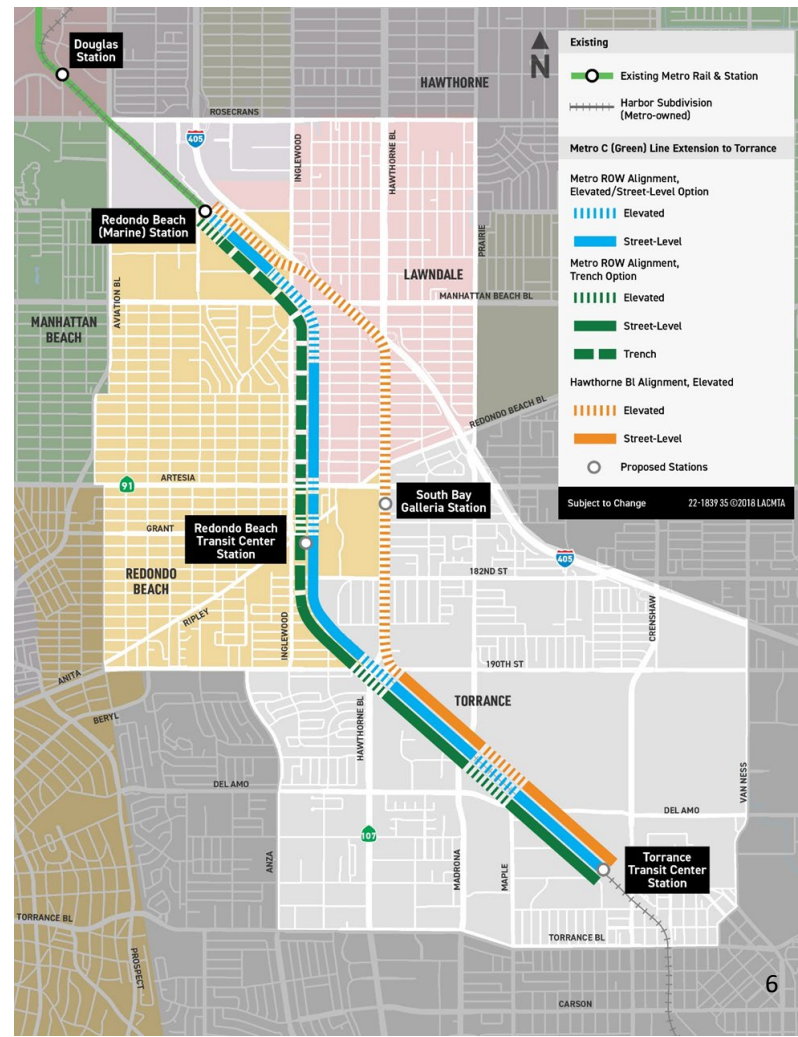 Douglas
Station
HAWTHORNE
N
ROSECRANS
405
INGLEWOOD
HAWTHORNE BL
PRAIRIE
Redondo Beach
(Marine) Station
LAWNDALE
AVIATION BL
MANHATTAN BEACH BL
MANHATTAN
BEACH
REDONDO BEACH BL
ARTESIA
91
South Bay
Galleria Station
GRANT
Redondo Beach
Transit Center
Station
405
182ND ST
REDONDO
BEACH
RIPLEY
INGLEWOOD
CRENSHAW
190TH ST
ANITA
BERYL
TORRANCE
HAWTHORNE BL
DEL AMO
VAN NESS
DEL AMO
107
ANZA
MADRONA
MAPLE
Torrance
Transit Center
Station
TORRANCE BL
TORRANCE BL
PROSPECT
CARSON
6
Existing
Existing Metro Rail & Station
Harbor Subdivision
(Metro-owned)
Metro C (Green) Line Extension to Torrance
Metro ROW Alignment,
Elevated/Street-Level Option
Elevated
Street-Level
Metro ROW Alignment,
Trench Option
Elevated
Street-Level
Trench
Hawthorne Bl Alignment, Elevated
Elevated
Street-Level
Proposed Stations
Subject to Change 22-1839 35 ©2018 LACMTA